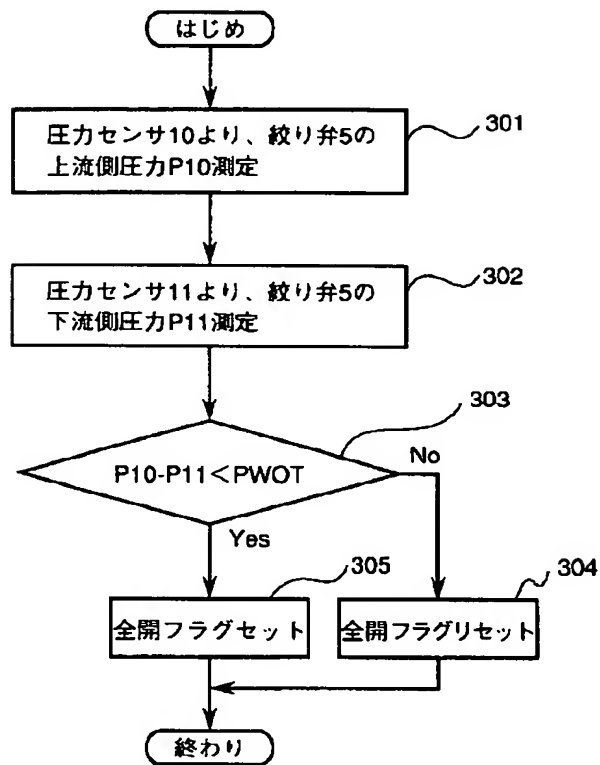 はじめ
圧力センサ10より、絞り弁5の
上流側圧力P10測定
301
圧力センサ11より、絞り弁5の
下流側圧力P11測定
302
303
P10-P11<PWOT
No
Yes
305
304
全開フラグセット
全開フラグリセット
終わり